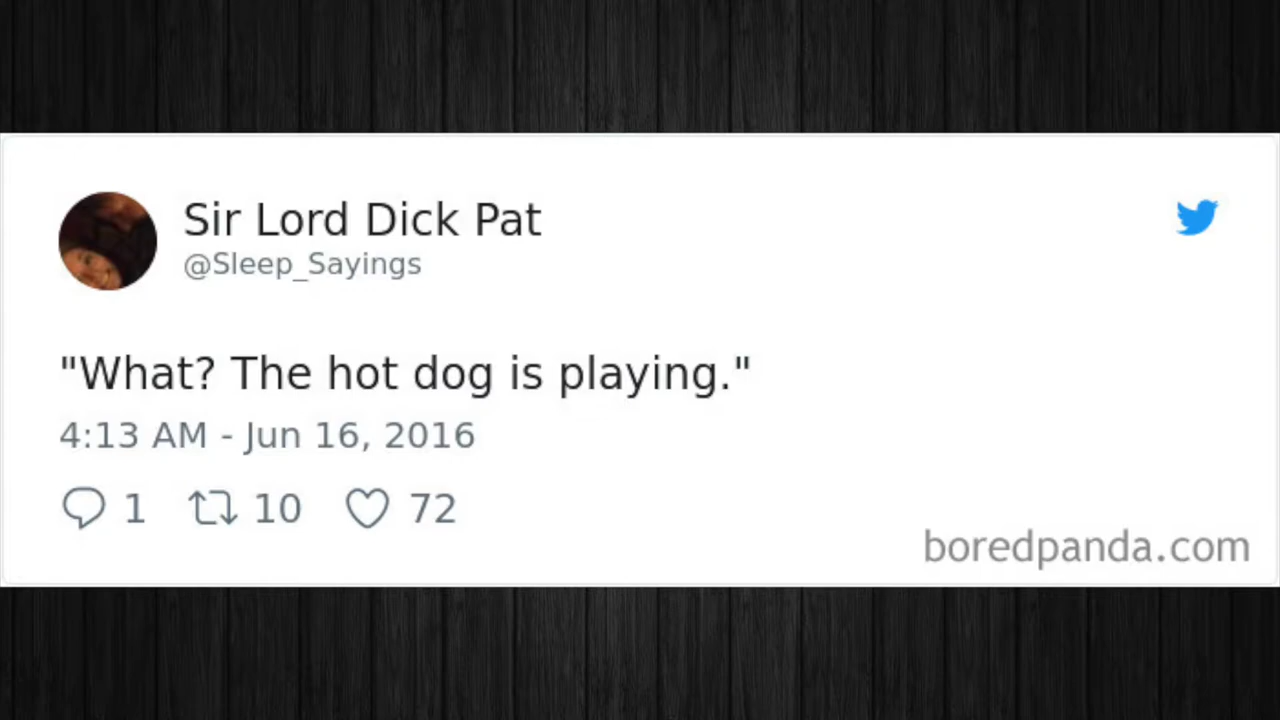 Sir Lord Dick Pat
@Sleep_Sayings
"What? The hot dog is playing."
4:13 AM - Jun 16, 2016
1 10 72
boredpanda.com